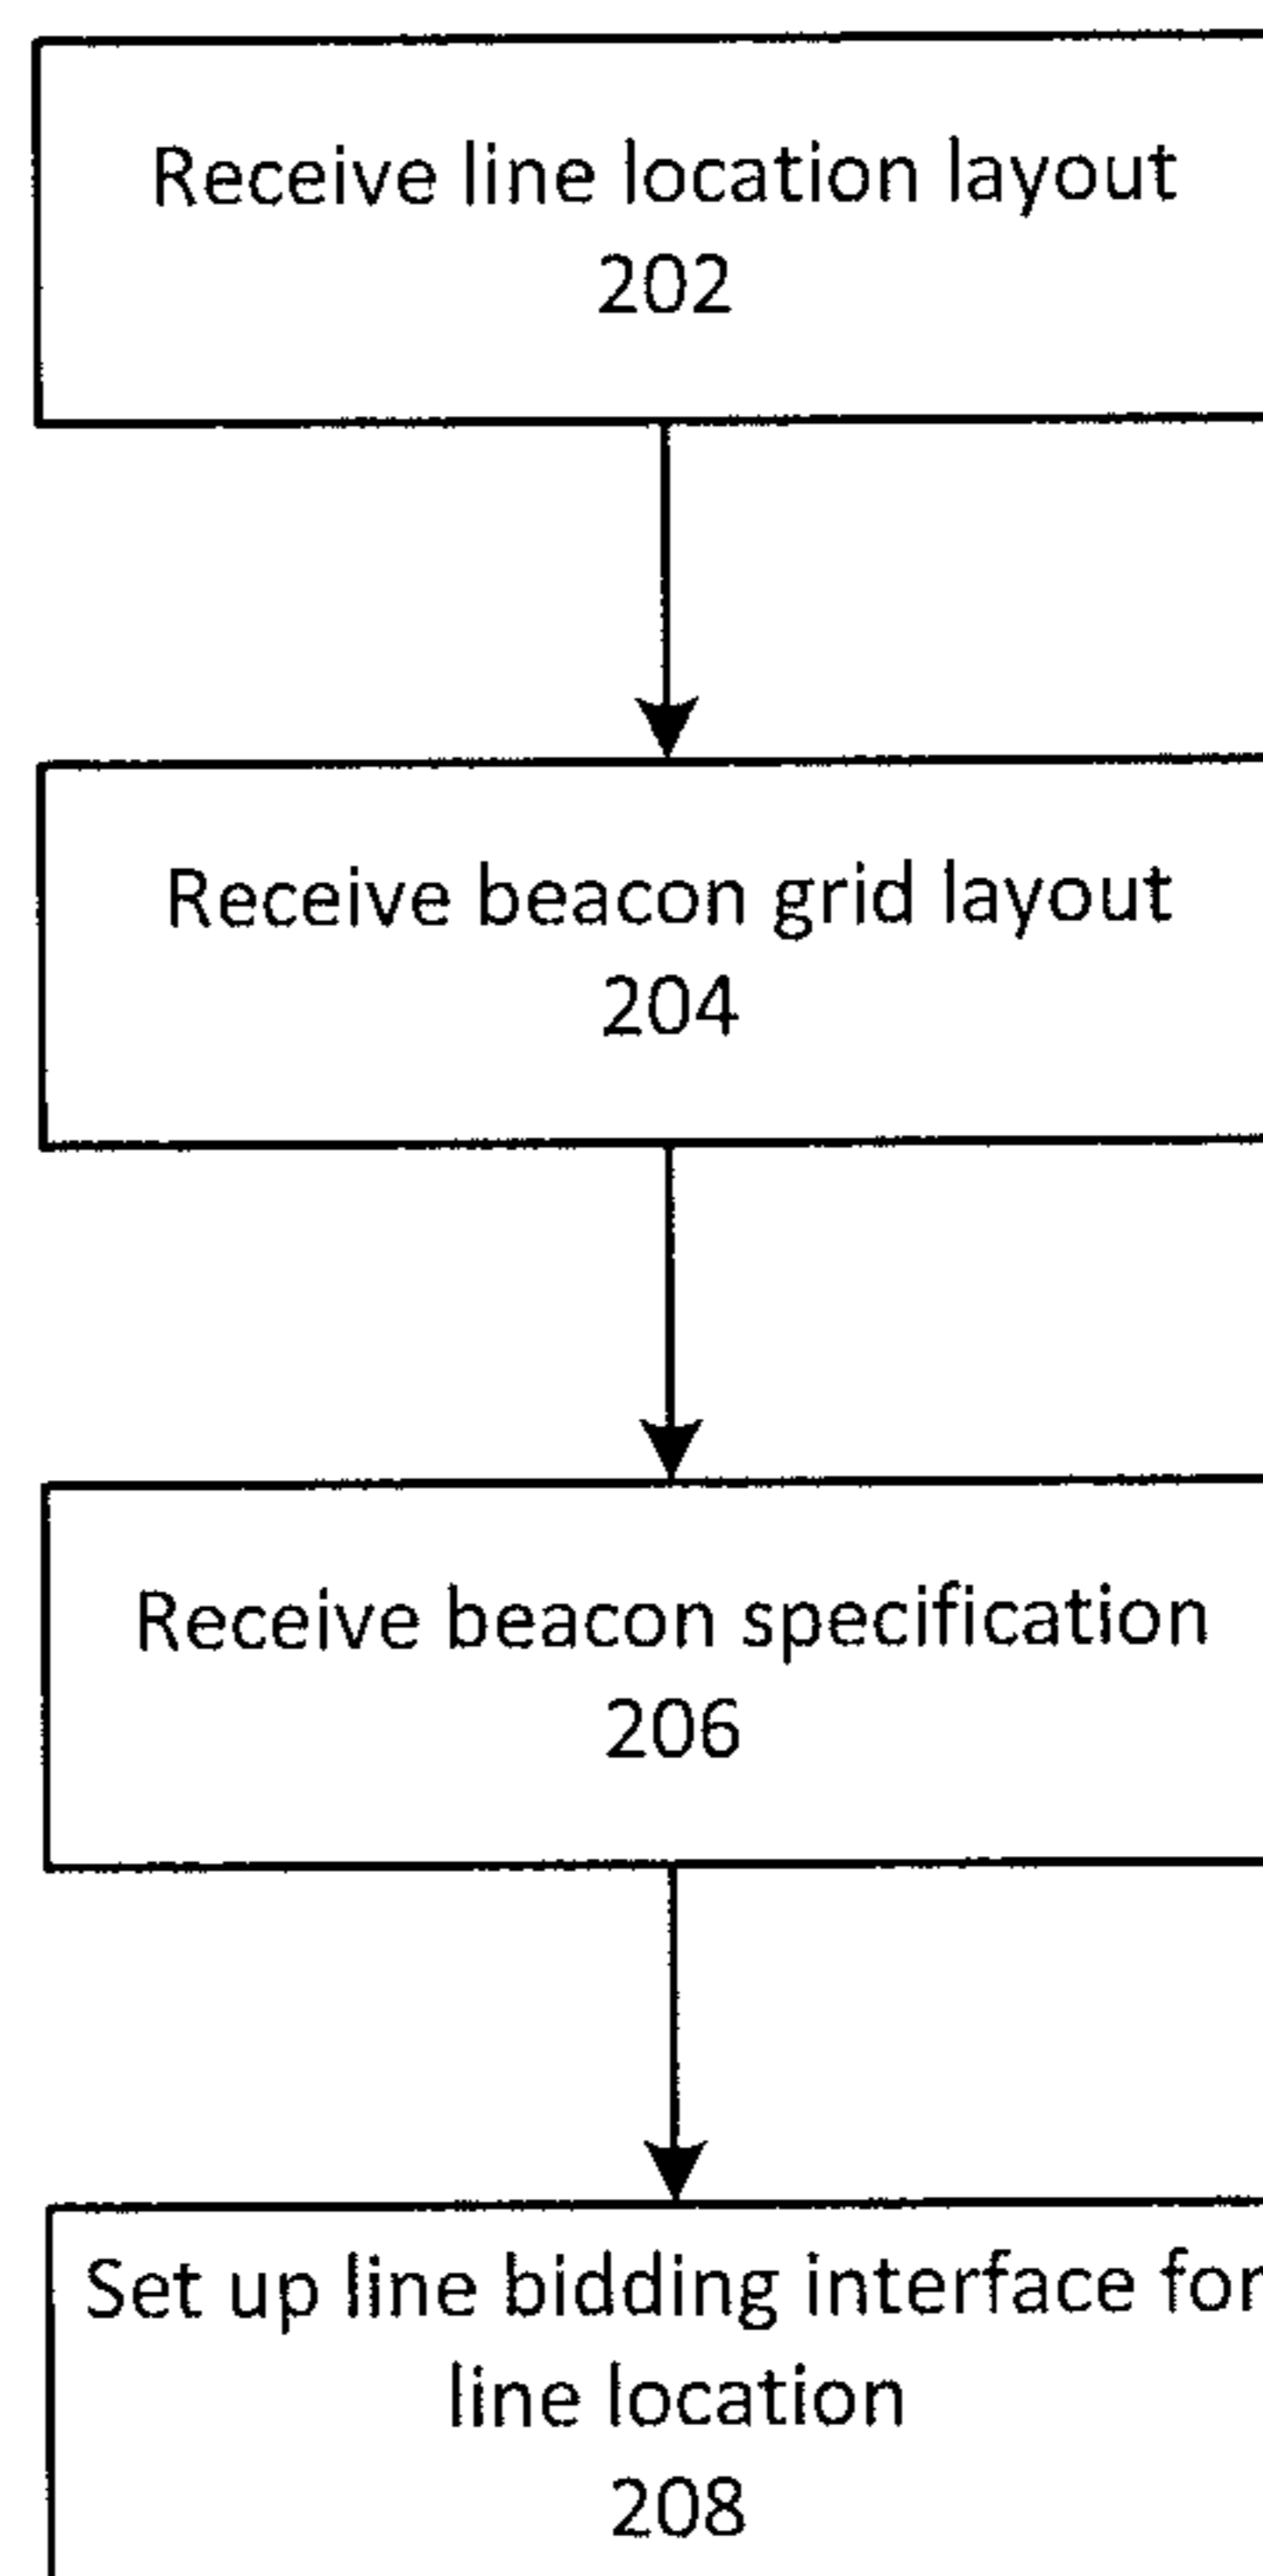 Receive line location layout
202
Receive beacon grid layout
204
Receive beacon specification
206
Set up line bidding interface for
line location
208